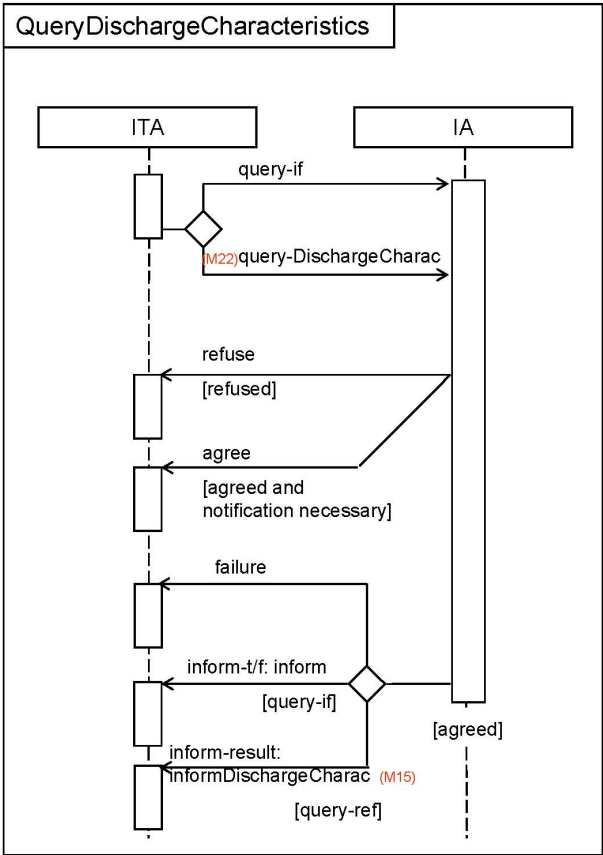 QueryDischargeCharacteristics
ITA
IA
query-if
(M22)query-DischargeCharac
refuse
[refused]
agree
[agreed and
notification necessary]
failure
inform-t/f: inform
[query-if]
[agreed]
inform-result:
informDischargeCharac (M15)
[query-ref]